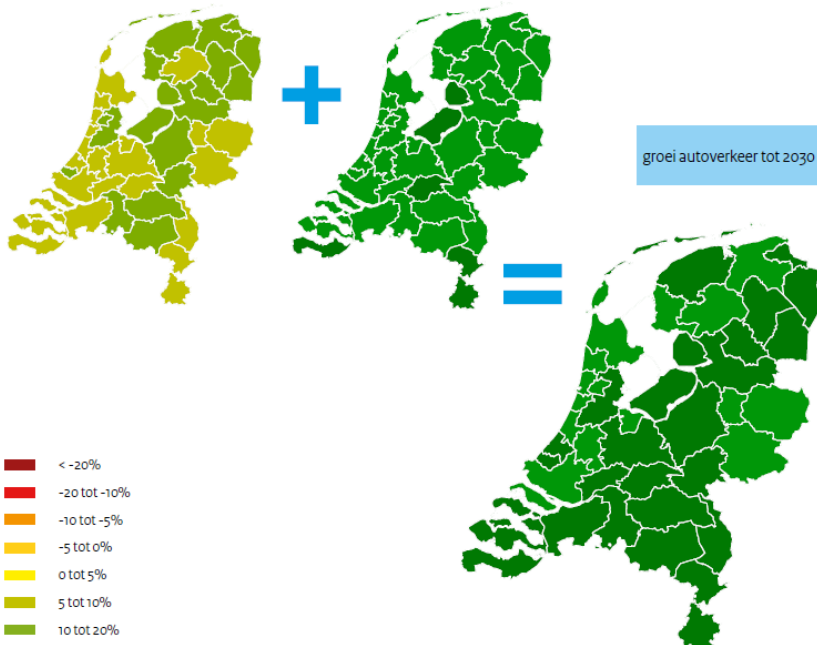 groei autoverkeer tot 2030
< -20%
-20 tot -10%
-10 tot -5%
-5 tot 0%
0 tot 5%
5 tot 10%
10 tot 20%